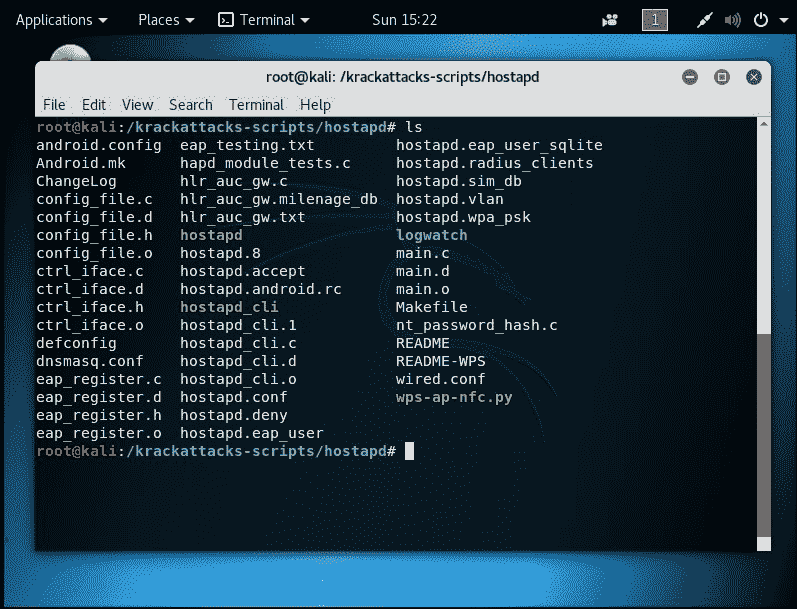 Applications Places Terminal Sun 15:22 1
root@kali: /krackattacks-scripts/hostapd
File Edit View Search Terminal Help
root@kali:/krackattacks-scripts/hostapd# ls
android.config eap_testing.txt hostapd.eap_user_sqlite
Android.mk hapd_module_tests.c hostapd.radius_clients
ChangeLog hlr_auc_gw.c hostapd.sim_db
config_file.c hlr_auc_gw.milenage_db hostapd.vlan
config_file.d hlr_auc_gw.txt hostapd.wpa_psk
config_file.h hostapd logwatch
config_file.o hostapd.8 main.c
ctrl_iface.c hostapd.accept main.d
ctrl_iface.d hostapd.android.rc main.o
ctrl_iface.h hostapd_cli Makefile
ctrl_iface.o hostapd_cli.1 nt_password_hash.c
defconfig hostapd_cli.c README
dnsmasq.conf hostapd_cli.d README-WPS
eap_register.c hostapd_cli.o wired.conf
eap_register.d hostapd.conf wps-ap-nfc.py
eap_register.h hostapd.deny
eap_register.o hostapd.eap_user
root@kali:/krackattacks-scripts/hostapd#